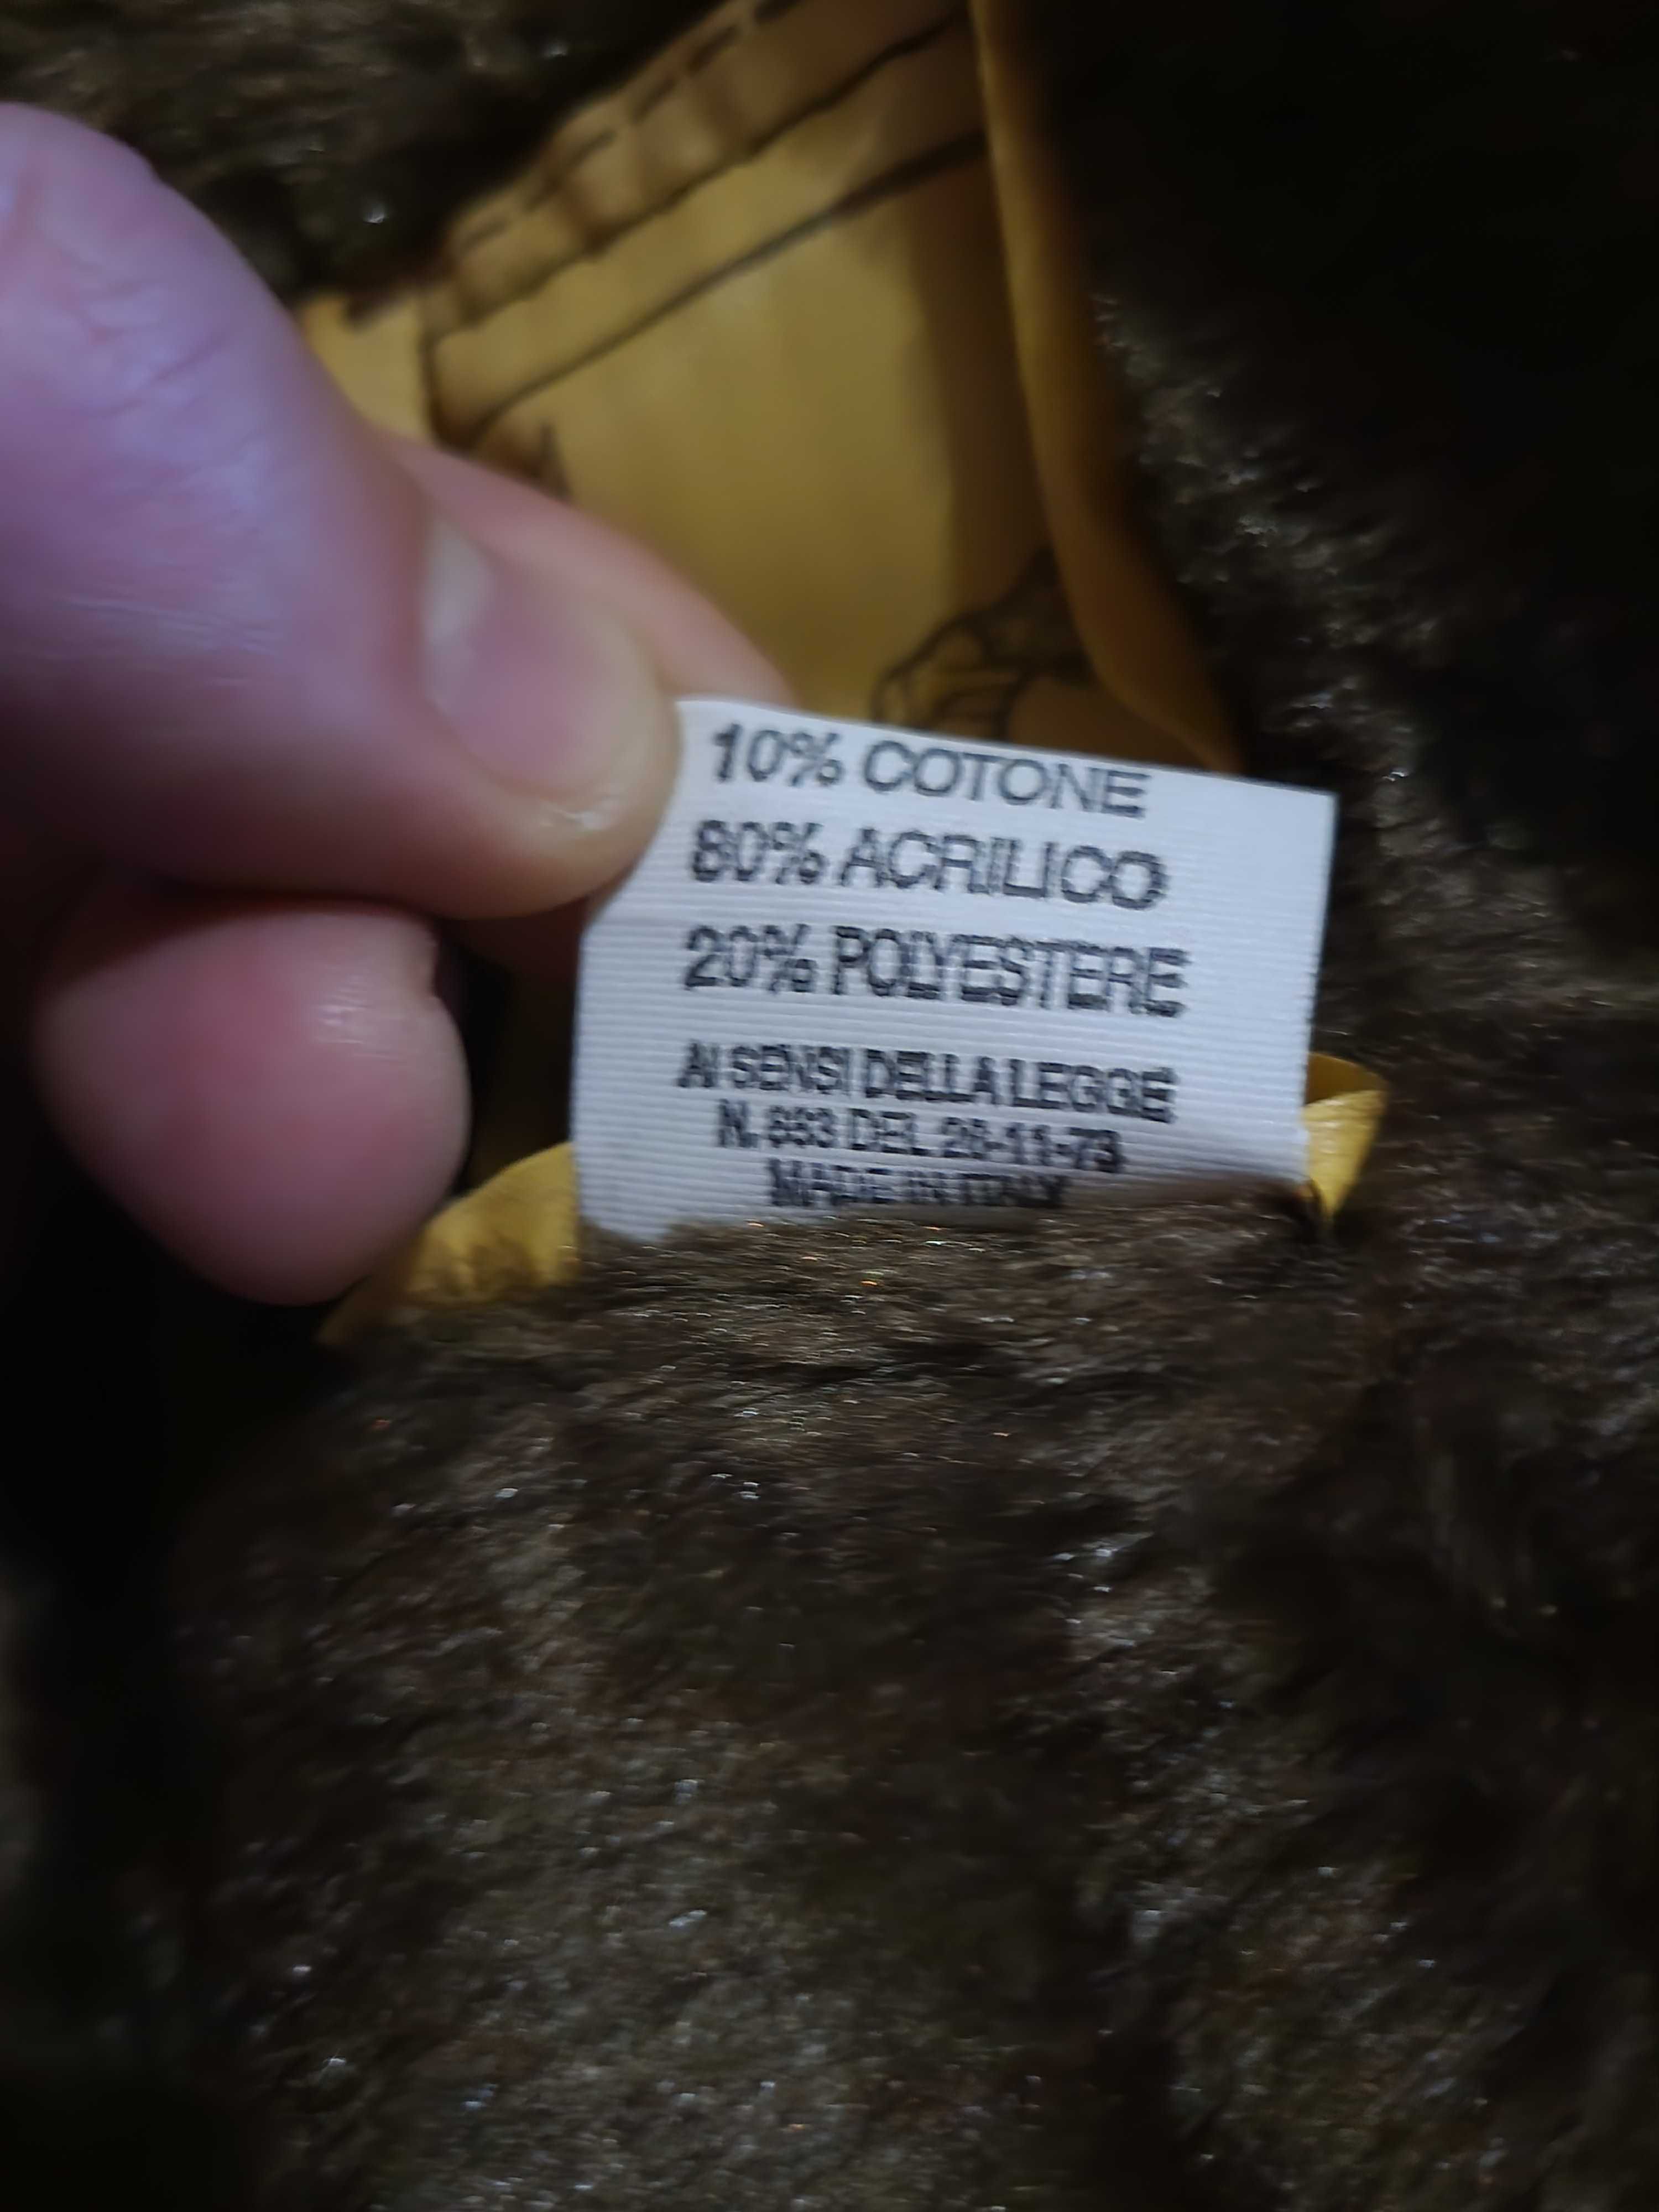 10% COTONE
80% ACRILICO
20% POLYESTERE
AI SENSI DELLA LEGGE
N. 883 DEL 26-11-73
MADE IN ITALY